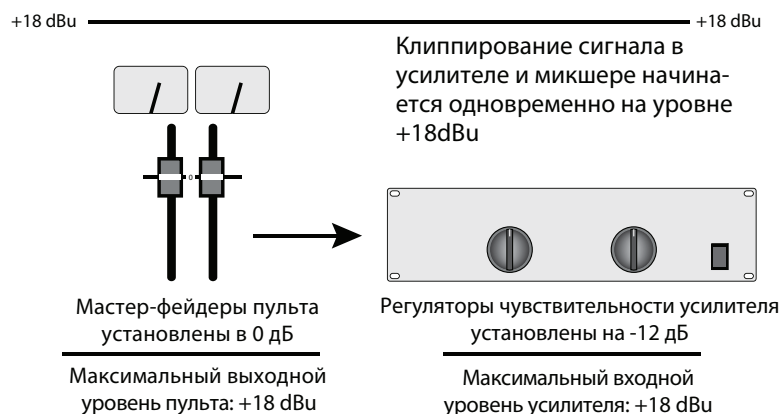 +18 dBu
+18 dBu
Клиппирование сигнала в
усилителе и микшере начина-
ется одновременно на уровне
+18dBu
0
Мастер-фейдеры пульта
установлены в 0 дБ
Максимальный выходной
уровень пульта: +18 dBu
Регуляторы чувствительности усилителя
установлены на -12 дБ
Максимальный входной
уровень усилителя: +18 dBu